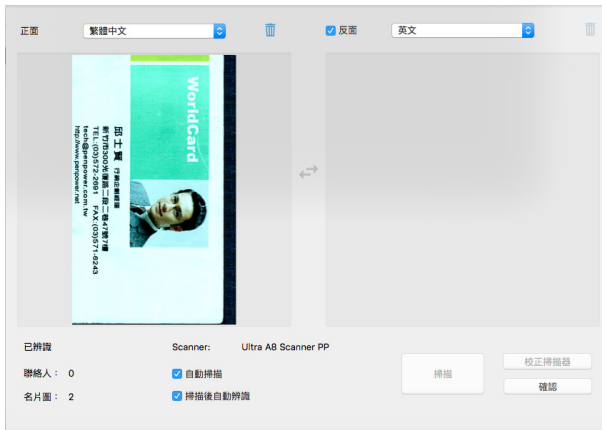 正面
繁體中文
反面
英文
WorldCard
邱士賢 行銷企劃經理
新竹市300光復路二段二巷47號7樓
TEL:(03)572-2691 FAX:(03)571-6243
tech@penpower.com.tw
http://www.penpower.net
已辨識
Scanner: Ultra A8 Scanner PP
聯絡人： 0
自動掃描
名片圖： 2
掃描後自動辨識
掃描
校正掃描器
確認